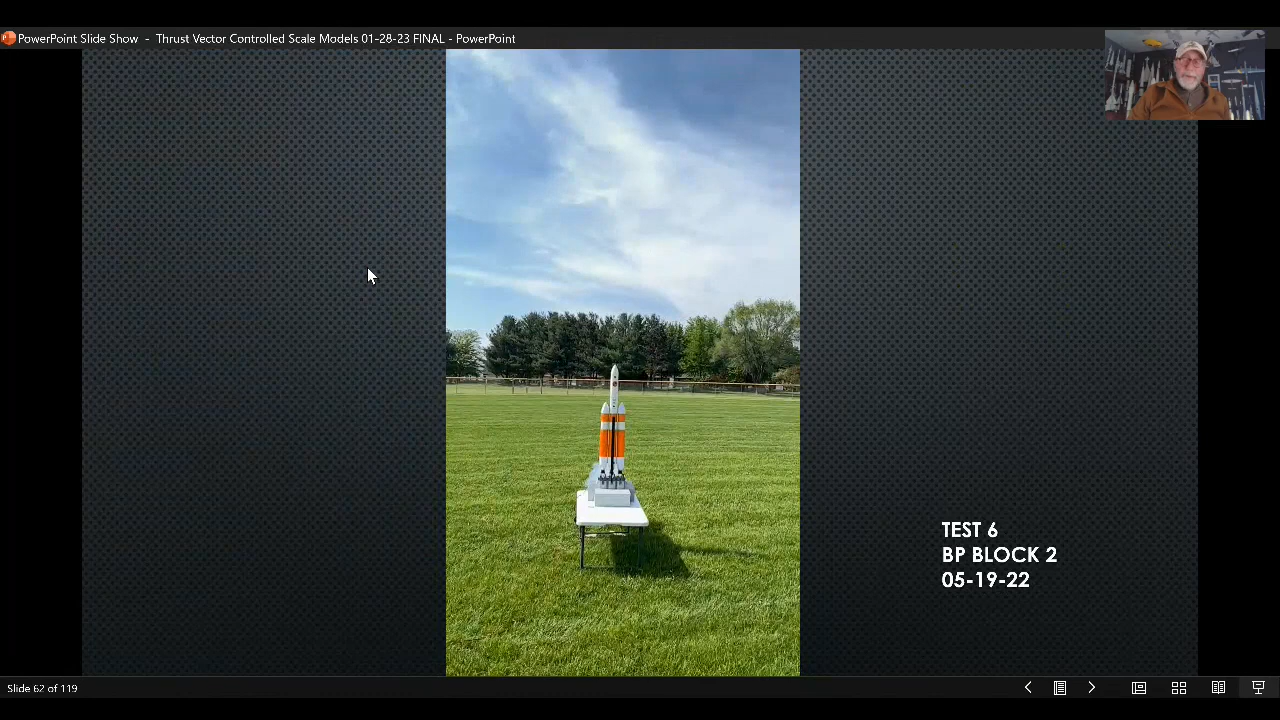 PowerPoint Slide Show - Thrust Vector Controlled Scale Models 01-28-23 FINAL - PowerPoint
TEST 6
BP BLOCK 2
05-19-22
Slide 62 of 119